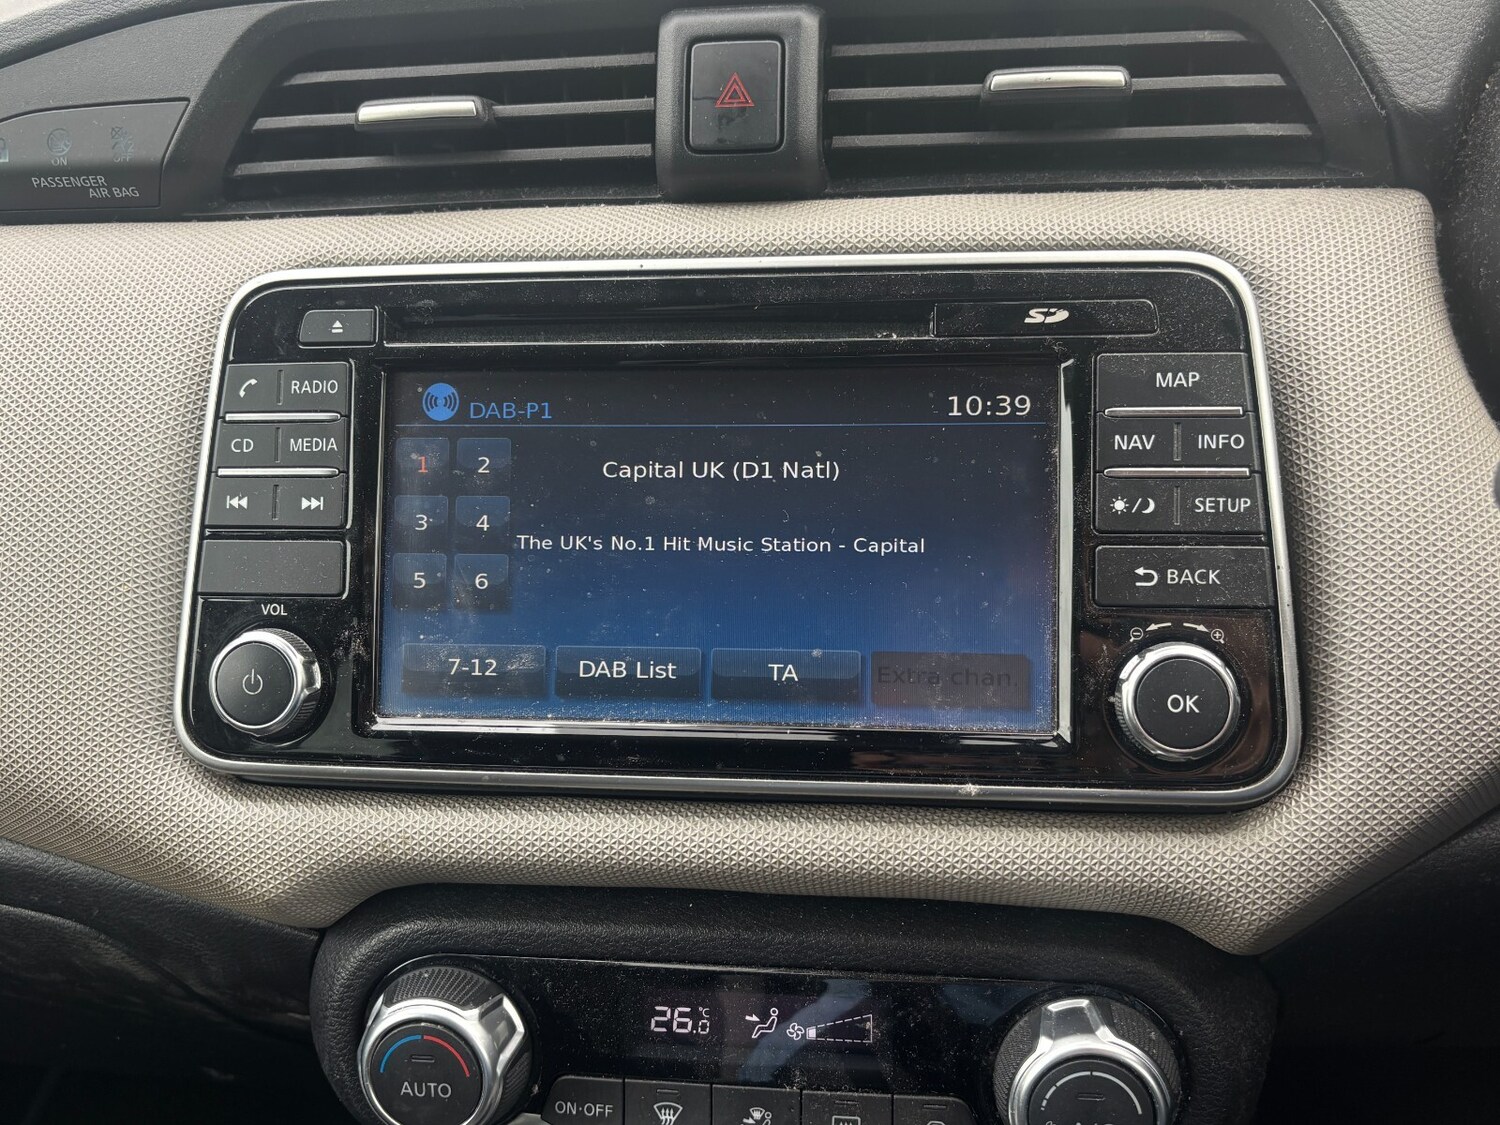 ON
OFF
PASSENGER
AIR BAG
SD
RADIO
CD
MEDIA
VOL
DAB-P1
10:39
1
2
3
4
5
6
Capital UK (D1 Natl)
The UK's No.1 Hit Music Station - Capital
7-12
DAB List
TA
Extra chan.
MAP
NAV
INFO
SETUP
BACK
OK
26.0
°C
AUTO
ON·OFF